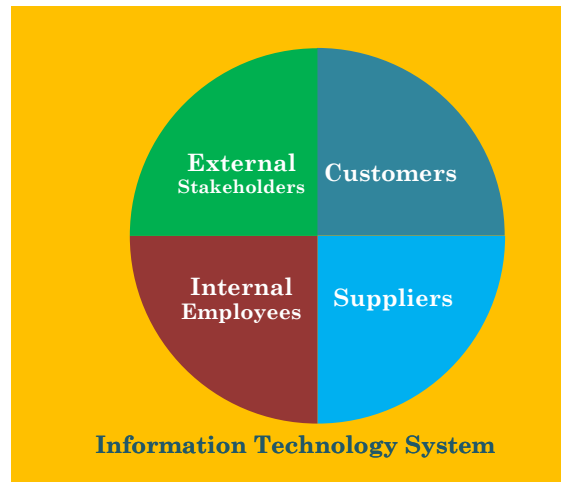 External
Stakeholders
Customers
Internal
Employees
Suppliers
Information Technology System